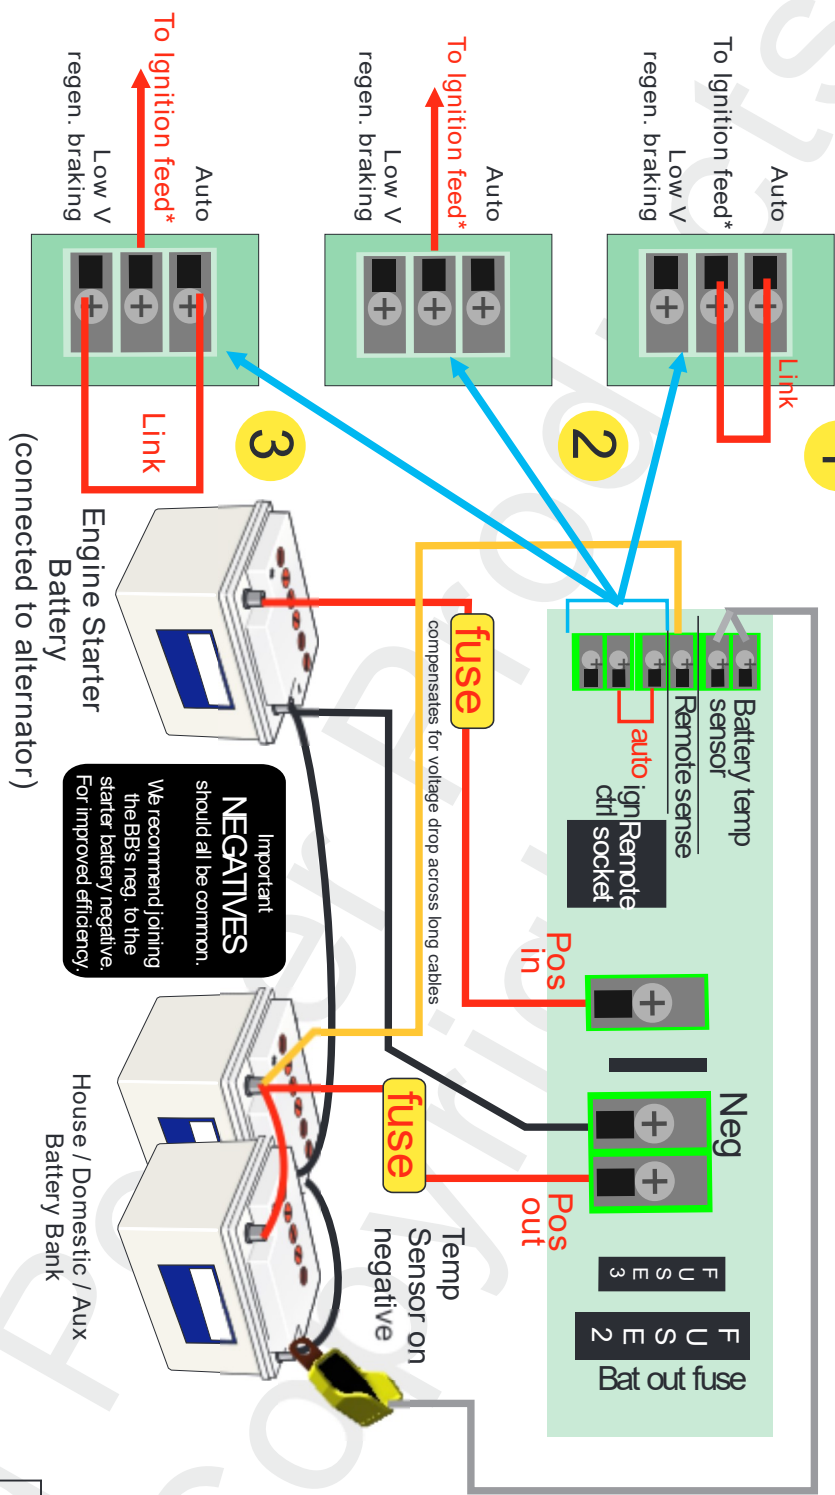 Battery temp
sensor
Remote sense
auto
ign
ctrl
Remote
socket
Pos
in
Neg
Pos
out
FUSE 3
FUSE 2
Bat out fuse
Auto
To Ignition feed*
Low V
regen. braking
Link
1
Auto
To Ignition feed*
Low V
regen. braking
2
Auto
To Ignition feed*
Low V
regen. braking
Link
3
fuse
compensates for voltage drop across long cables
fuse
Temp
Sensor on
negative
Important
NEGATIVES
should all be common.
We recommend joining
the BB's neg. to the
starter battery negative.
For improved efficiency.
Engine Starter
Battery
(connected to alternator)
House / Domestic / Aux
Battery Bank